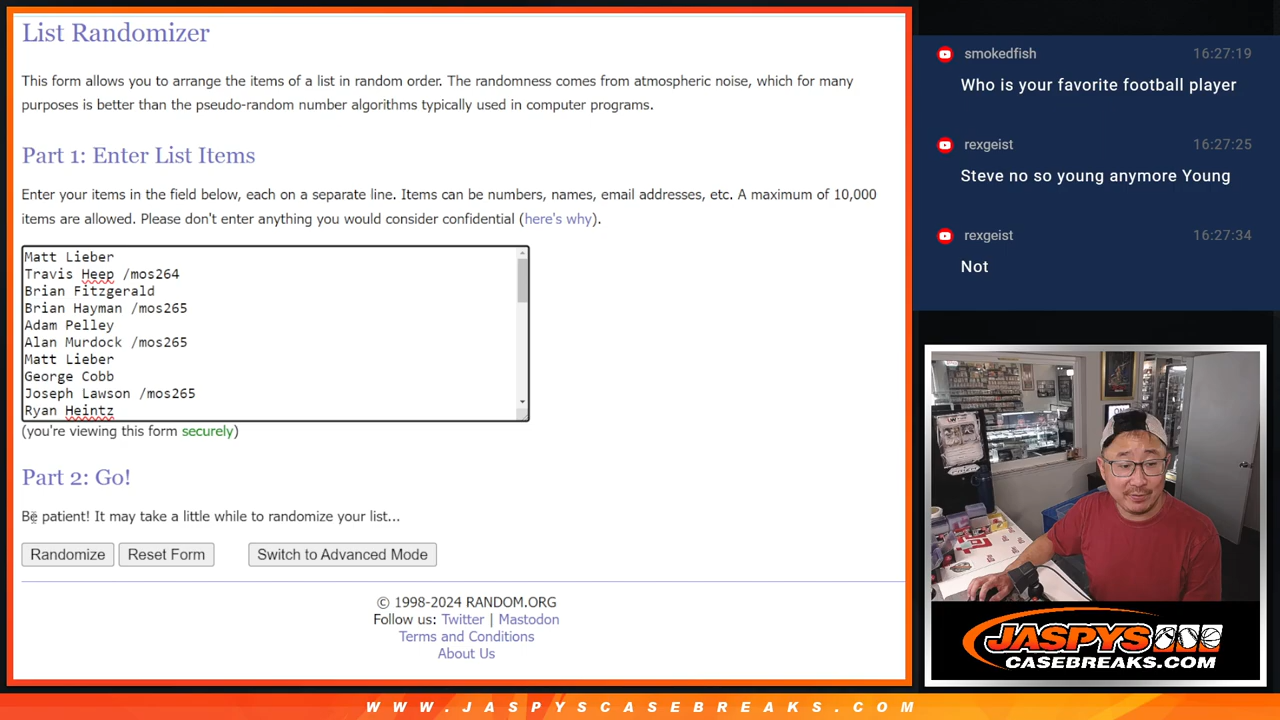 List Randomizer
This form allows you to arrange the items of a list in random order. The randomness comes from atmospheric noise, which for many
purposes is better than the pseudo-random number algorithms typically used in computer programs.
Part 1: Enter List Items
Enter your items in the field below, each on a separate line. Items can be numbers, names, email addresses, etc. A maximum of 10,000
items are allowed. Please don't enter anything you would consider confidential (here's why).
Matt Lieber
Travis Heep /mos264
Brian Fitzgerald
Brian Hayman /mos265
Adam Pelley
Alan Murdock /mos265
Matt Lieber
George Cobb
Joseph Lawson /mos265
Ryan Heintz
(you're viewing this form securely)
Part 2: Go!
Be patient! It may take a little while to randomize your list...
Randomize
Reset Form
Switch to Advanced Mode
© 1998-2024 RANDOM.ORG
Follow us: Twitter | Mastodon
Terms and Conditions
About Us
smokedfish 16:27:19
Who is your favorite football player
rexgeist 16:27:25
Steve no so young anymore Young
rexgeist 16:27:34
Not
JASPYS
CASEBREAKS.COM
WWW.JASPYSCASEBREAKS.COM